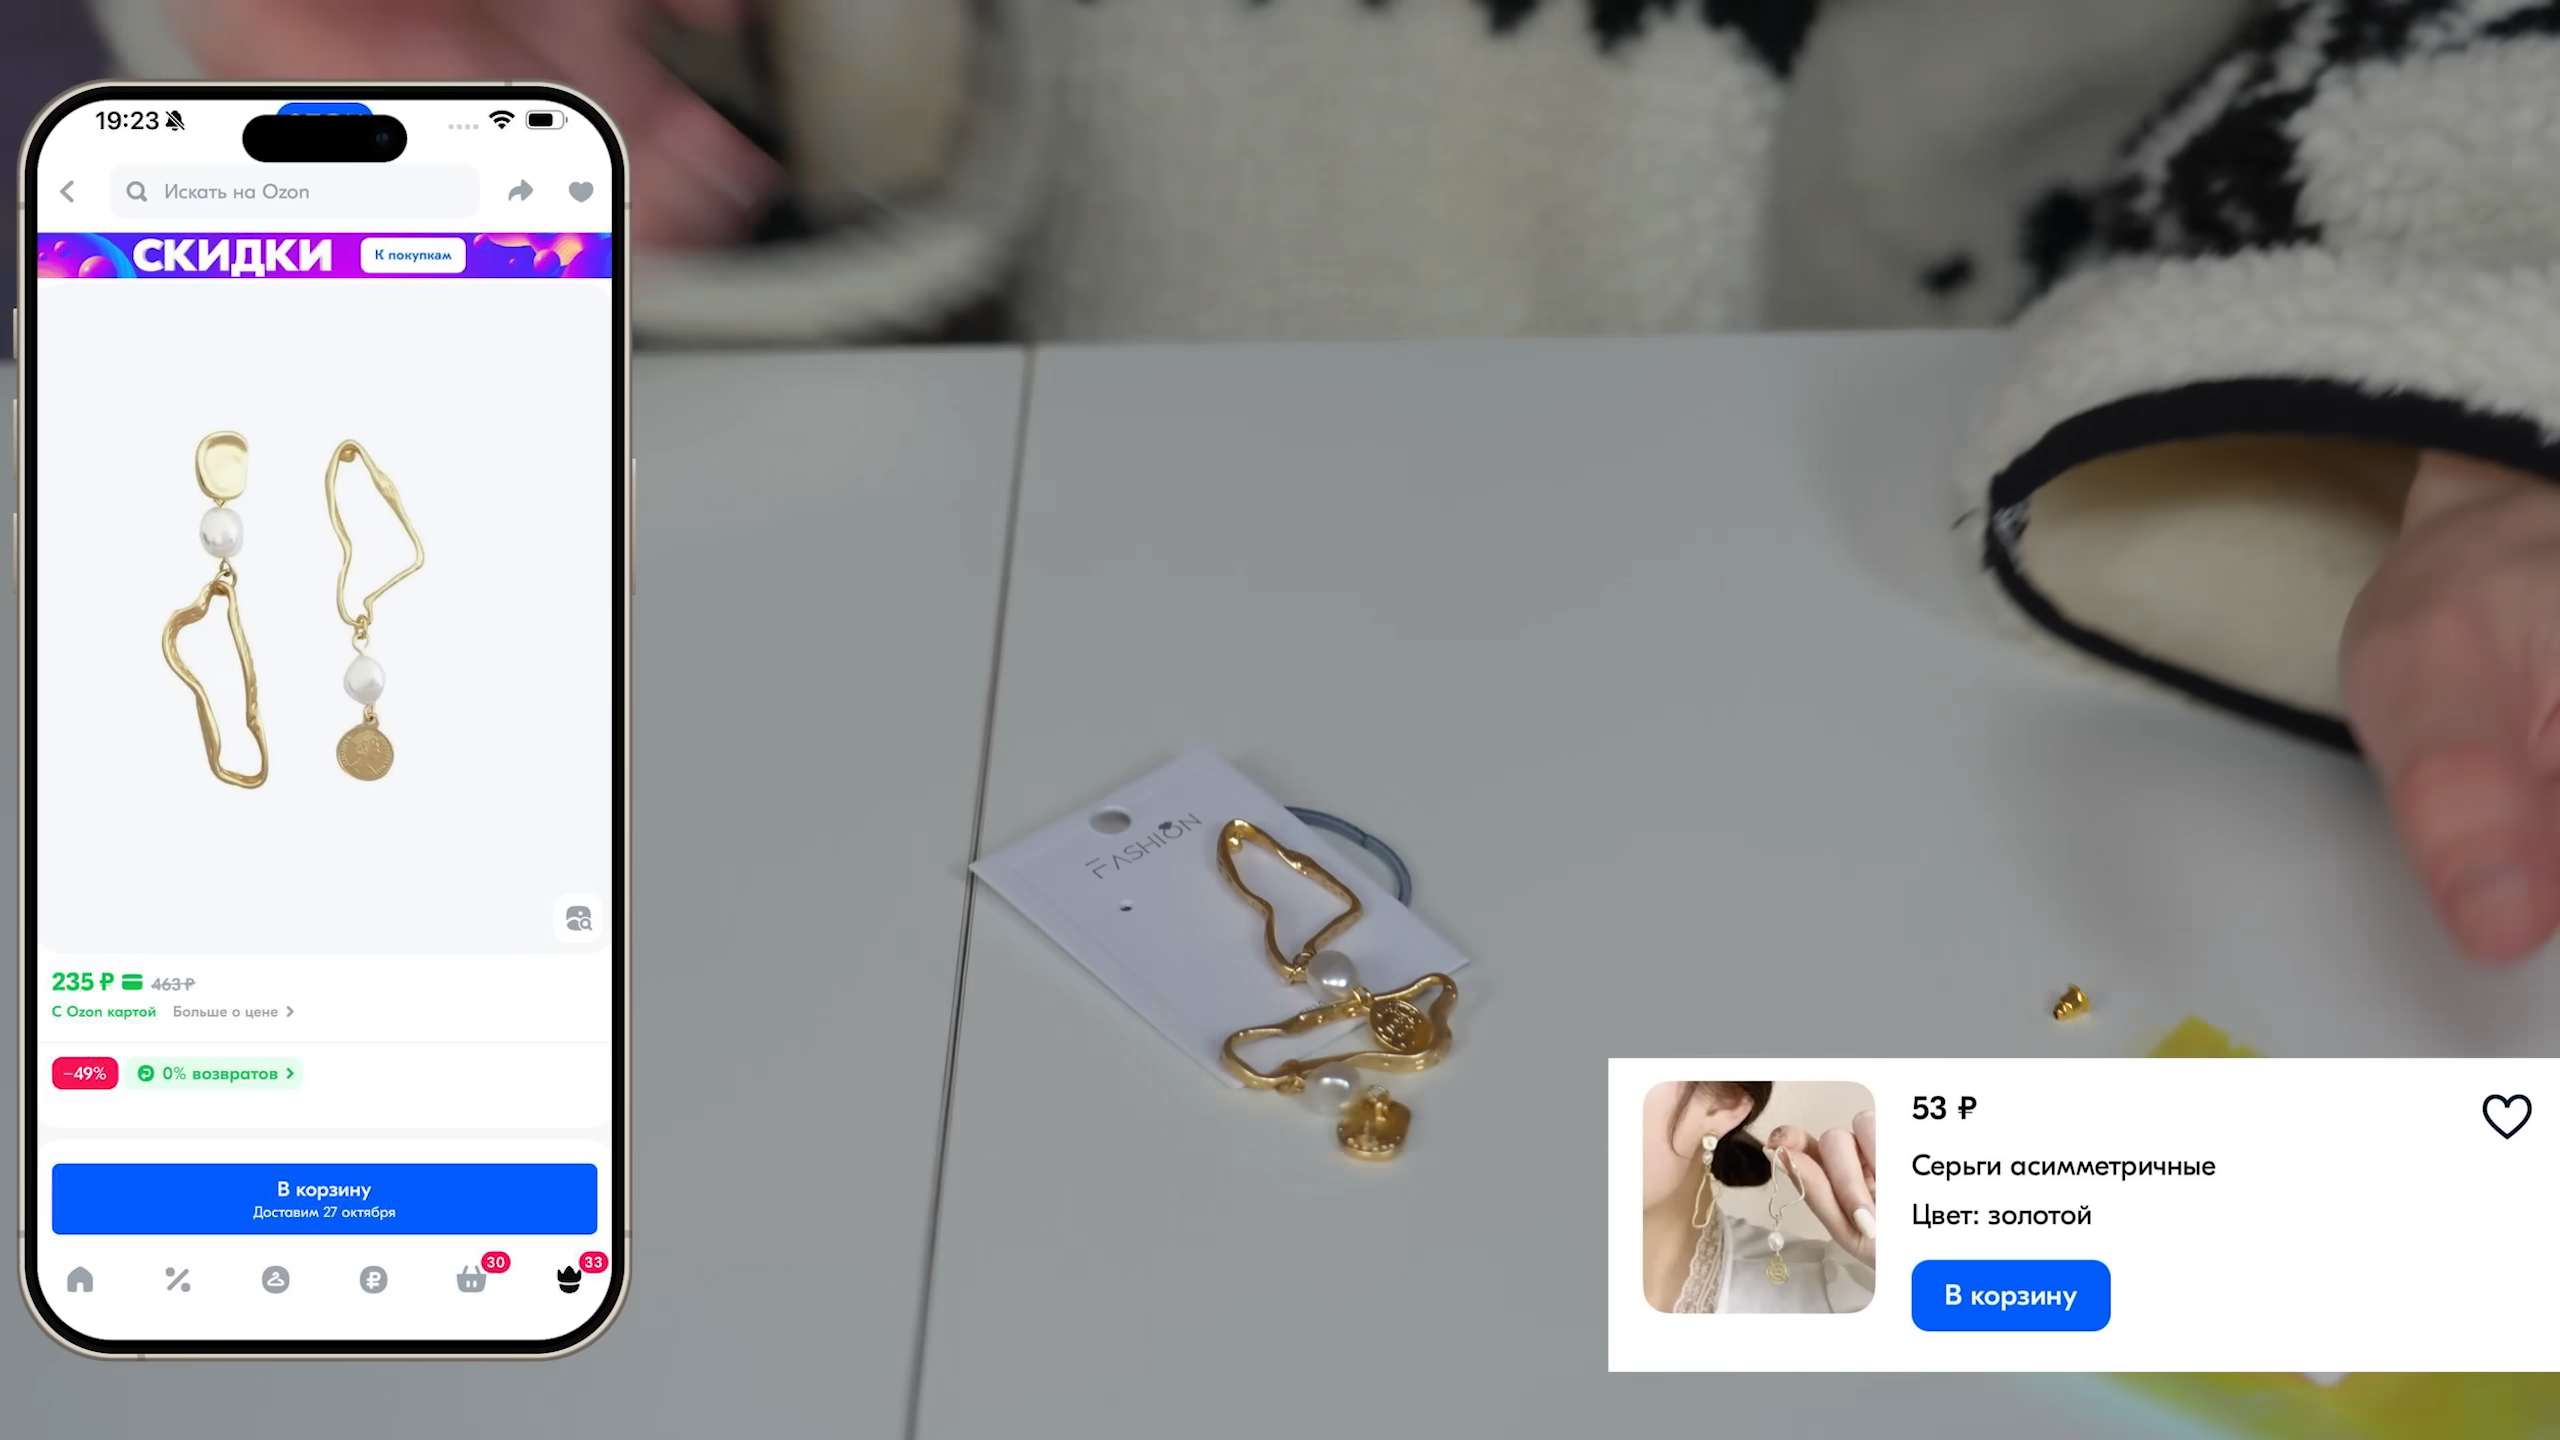 19:23
Искать на Ozon
СКИДКИ
К покупкам
235 ₽ 463 ₽
С Ozon картой Больше о цене
−49% 0% возвратов
В корзину
Доставим 27 октября
30
33
FASHION
53 ₽
Серьги асимметричные
Цвет: золотой
В корзину